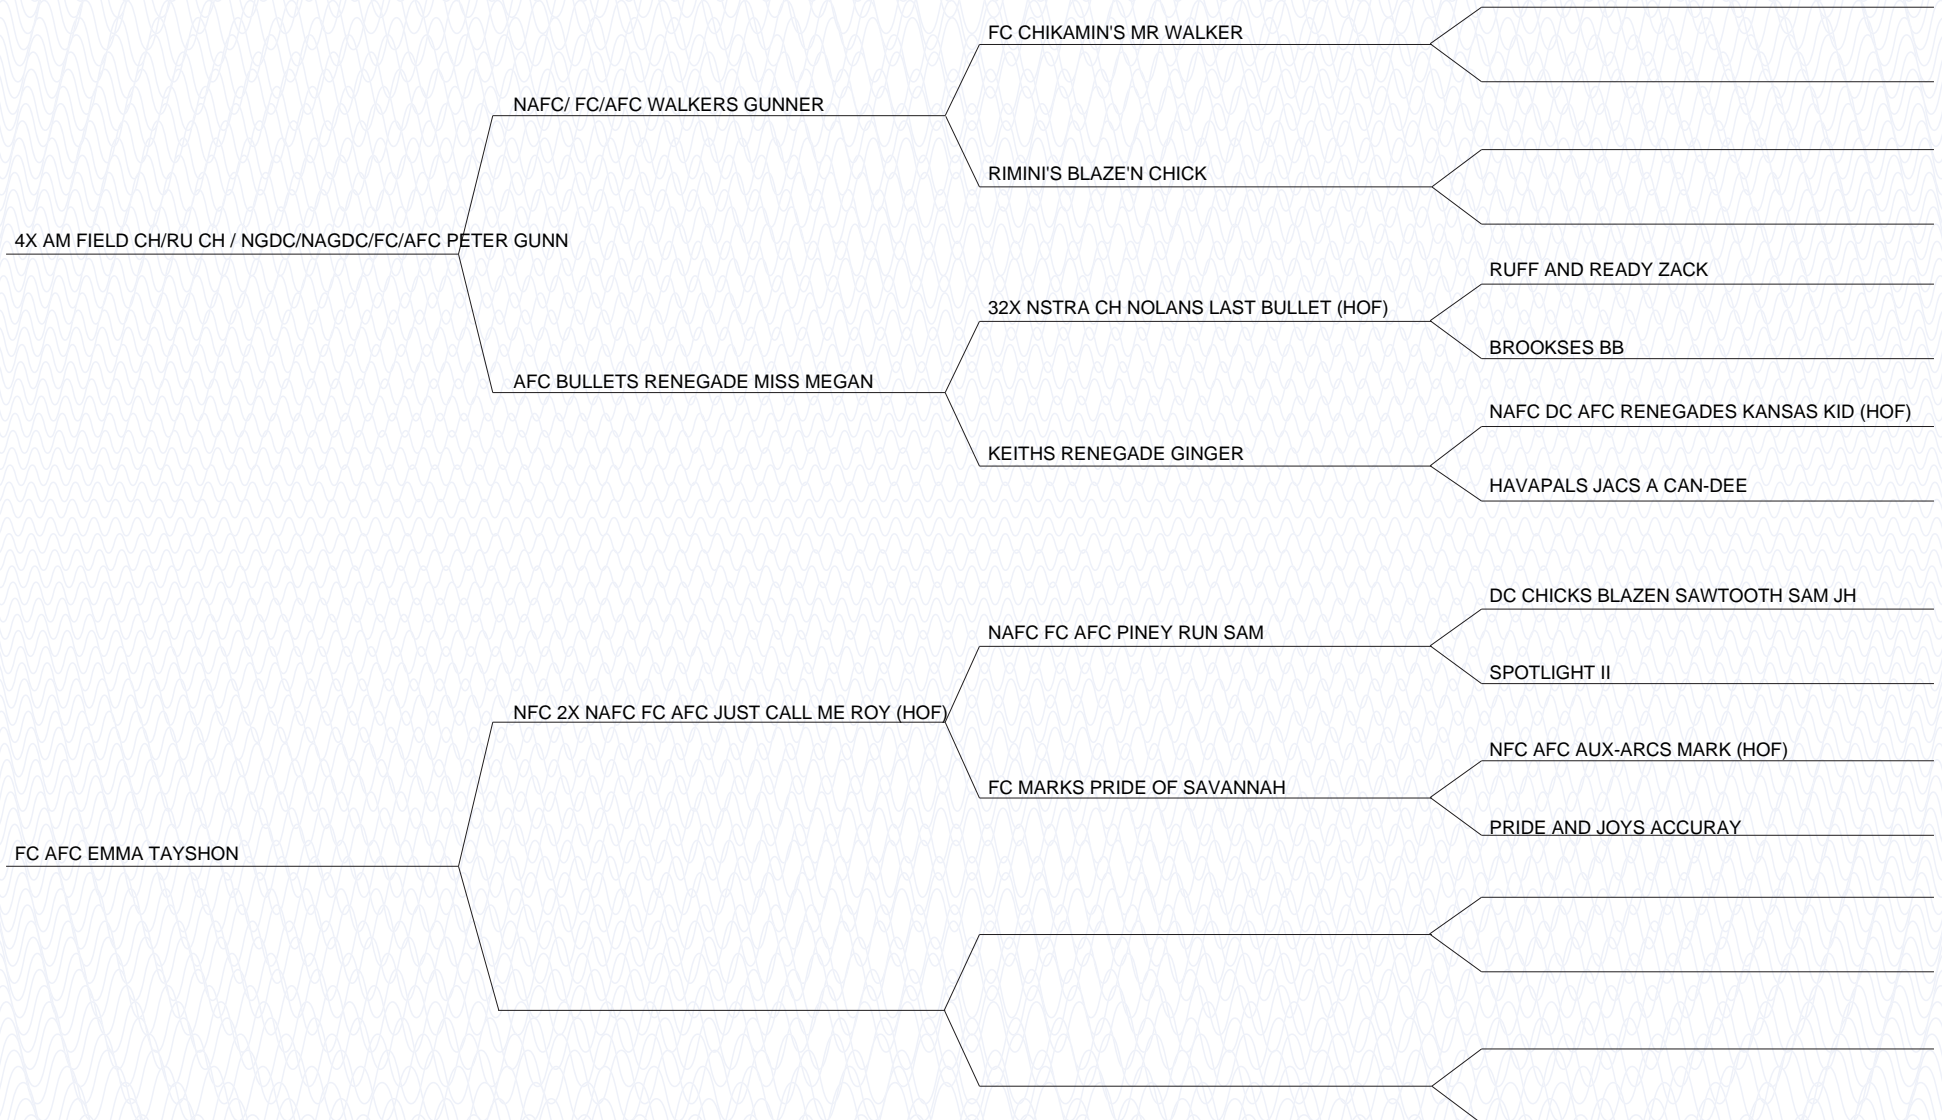 FC CHIKAMIN'S MR WALKER
NAFC/ FC/AFC WALKERS GUNNER
RIMINI'S BLAZE'N CHICK
4X AM FIELD CH/RU CH / NGDC/NAGDC/FC/AFC PETER GUNN
RUFF AND READY ZACK
32X NSTRA CH NOLANS LAST BULLET (HOF)
BROOKSES BB
AFC BULLETS RENEGADE MISS MEGAN
NAFC DC AFC RENEGADES KANSAS KID (HOF)
KEITHS RENEGADE GINGER
HAVAPALS JACS A CAN-DEE
DC CHICKS BLAZEN SAWTOOTH SAM JH
NAFC FC AFC PINEY RUN SAM
SPOTLIGHT II
NFC 2X NAFC FC AFC JUST CALL ME ROY (HOF)
NFC AFC AUX-ARCS MARK (HOF)
FC MARKS PRIDE OF SAVANNAH
PRIDE AND JOYS ACCURAY
FC AFC EMMA TAYSHON